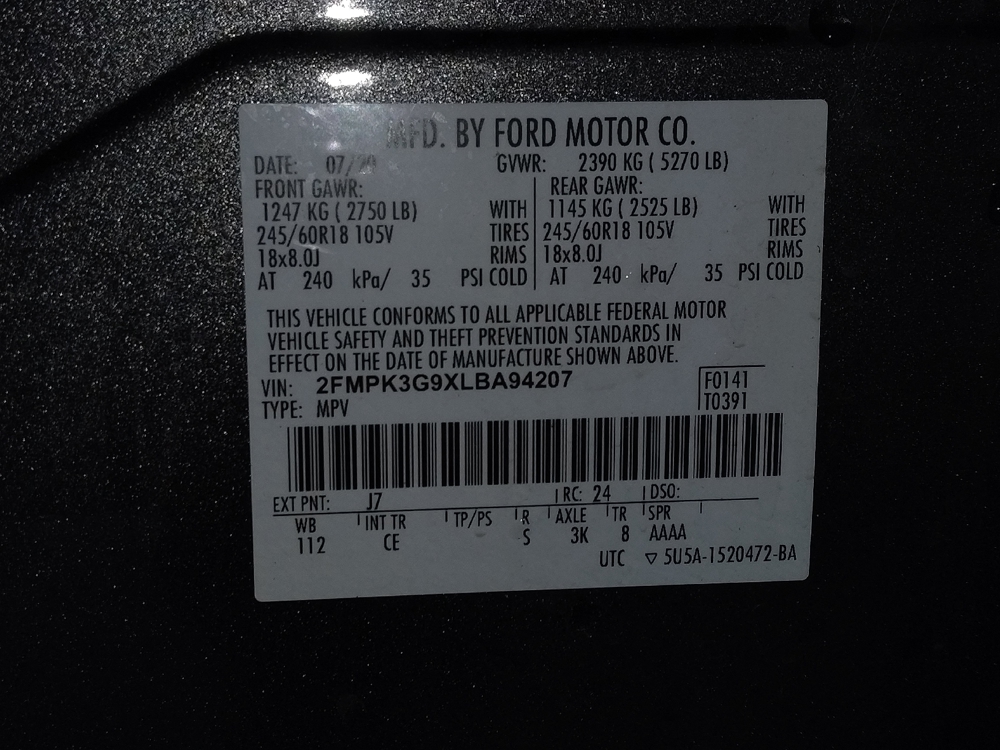 MFD. BY FORD MOTOR CO.
DATE: 07/20 GVWR: 2390 KG ( 5270 LB)
FRONT GAWR: REAR GAWR:
1247 KG ( 2750 LB) WITH 1145 KG ( 2525 LB) WITH
245/60R18 105V TIRES 245/60R18 105V TIRES
18x8.0J RIMS 18x8.0J RIMS
AT 240 kPa/ 35 PSI COLD AT 240 kPa/ 35 PSI COLD
THIS VEHICLE CONFORMS TO ALL APPLICABLE FEDERAL MOTOR
VEHICLE SAFETY AND THEFT PREVENTION STANDARDS IN
EFFECT ON THE DATE OF MANUFACTURE SHOWN ABOVE.
VIN: 2FMPK3G9XLBA94207 F0141
TYPE: MPV T0391
EXT PNT: J7 RC: 24 DSO:
WB INT TR TP/PS R AXLE TR SPR
112 CE S 3K 8 AAAA
UTC ▽ 5U5A-1520472-BA